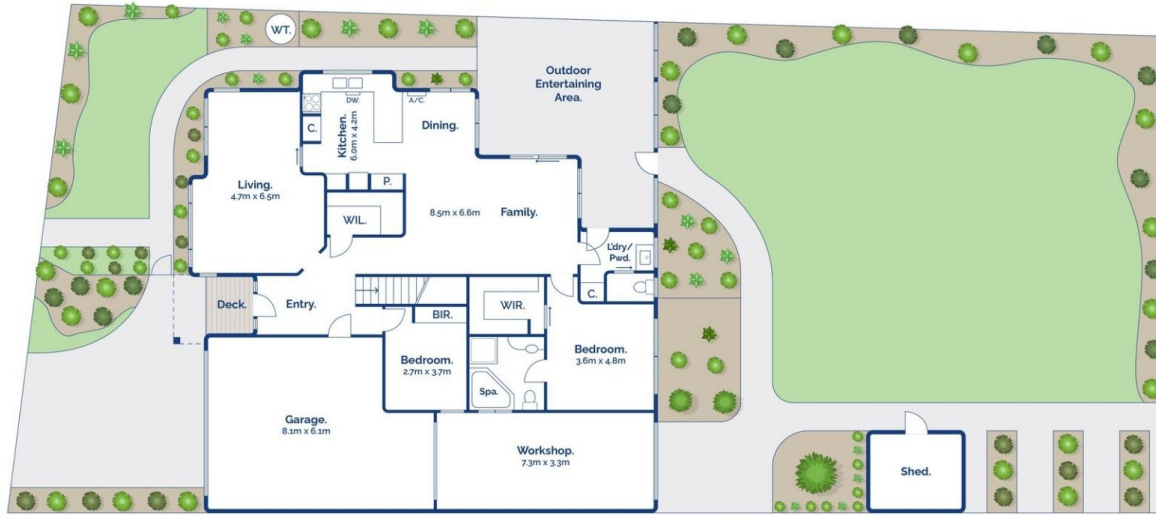 WT.
Outdoor
Entertaining
Area.
DW.
A/C.
C.
Kitchen.
6.0m x 4.2m
Dining.
P.
Living.
4.7m x 6.5m
WIL.
8.5m x 6.6m
Family.
L'dry/
Pwd.
C.
Deck.
Entry.
BIR.
WIR.
Bedroom.
2.7m x 3.7m
Spa.
Bedroom.
3.6m x 4.8m
Garage.
8.1m x 6.1m
Workshop.
7.3m x 3.3m
Shed.